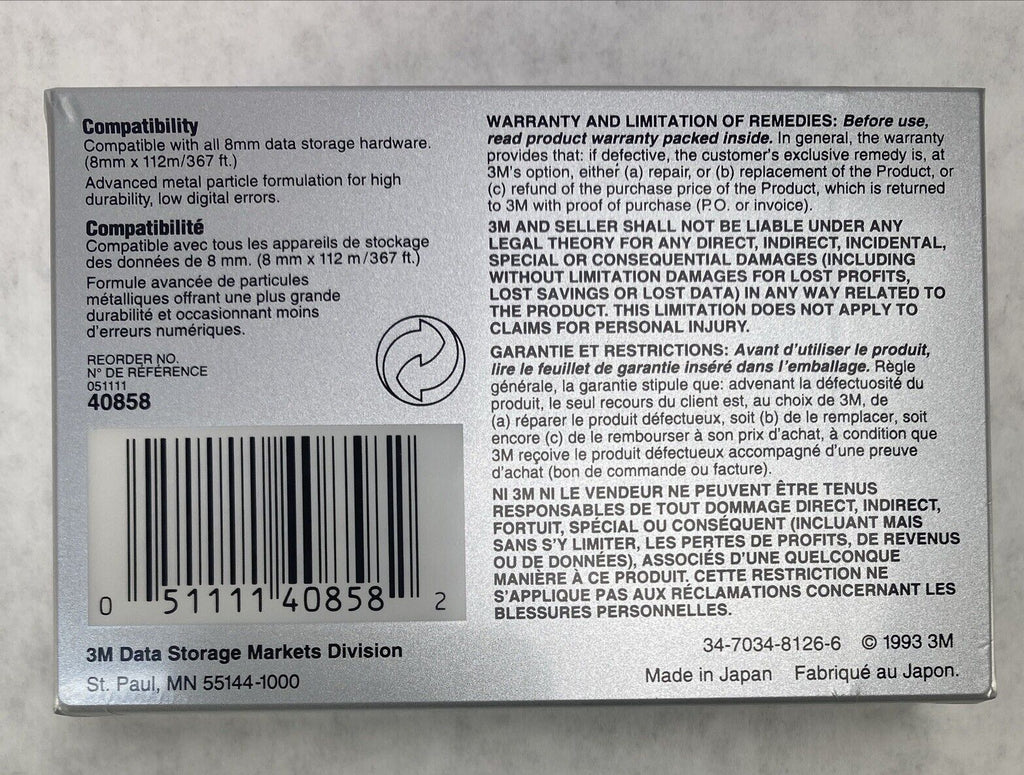 Compatibility
Compatible with all 8mm data storage hardware.
(8mm x 112m/367 ft.)
Advanced metal particle formulation for high
durability, low digital errors.
Compatibilité
Compatible avec tous les appareils de stockage
des données de 8 mm. (8 mm x 112 m/367 ft.)
Formule avancée de particules
métalliques offrant une plus grande
durabilité et occasionnant moins
d'erreurs numériques.
REORDER NO.
N° DE RÉFÉRENCE
051111
40858
0 51111 40858 2
3M Data Storage Markets Division
St. Paul, MN 55144-1000
WARRANTY AND LIMITATION OF REMEDIES: Before use,
read product warranty packed inside. In general, the warranty
provides that: if defective, the customer's exclusive remedy is, at
3M's option, either (a) repair, or (b) replacement of the Product, or
(c) refund of the purchase price of the Product, which is returned
to 3M with proof of purchase (P.O. or invoice).
3M AND SELLER SHALL NOT BE LIABLE UNDER ANY
LEGAL THEORY FOR ANY DIRECT, INDIRECT, INCIDENTAL,
SPECIAL OR CONSEQUENTIAL DAMAGES (INCLUDING
WITHOUT LIMITATION DAMAGES FOR LOST PROFITS,
LOST SAVINGS OR LOST DATA) IN ANY WAY RELATED TO
THE PRODUCT. THIS LIMITATION DOES NOT APPLY TO
CLAIMS FOR PERSONAL INJURY.
GARANTIE ET RESTRICTIONS: Avant d'utiliser le produit,
lire le feuillet de garantie inséré dans l'emballage. Règle
générale, la garantie stipule que: advenant la défectuosité du
produit, le seul recours du client est, au choix de 3M, de
(a) réparer le produit défectueux, soit (b) de le remplacer, soit
encore (c) de le rembourser à son prix d'achat, à condition que
3M reçoive le produit défectueux accompagné d'une preuve
d'achat (bon de commande ou facture).
NI 3M NI LE VENDEUR NE PEUVENT ÊTRE TENUS
RESPONSABLES DE TOUT DOMMAGE DIRECT, INDIRECT,
FORTUIT, SPÉCIAL OU CONSÉQUENT (INCLUANT MAIS
SANS S'Y LIMITER, LES PERTES DE PROFITS, DE REVENUS
OU DE DONNÉES), ASSOCIÉS D'UNE QUELCONQUE
MANIÈRE À CE PRODUIT. CETTE RESTRICTION NE
S'APPLIQUE PAS AUX RÉCLAMATIONS CONCERNANT LES
BLESSURES PERSONNELLES.
34-7034-8126-6 © 1993 3M
Made in Japan Fabriqué au Japon.